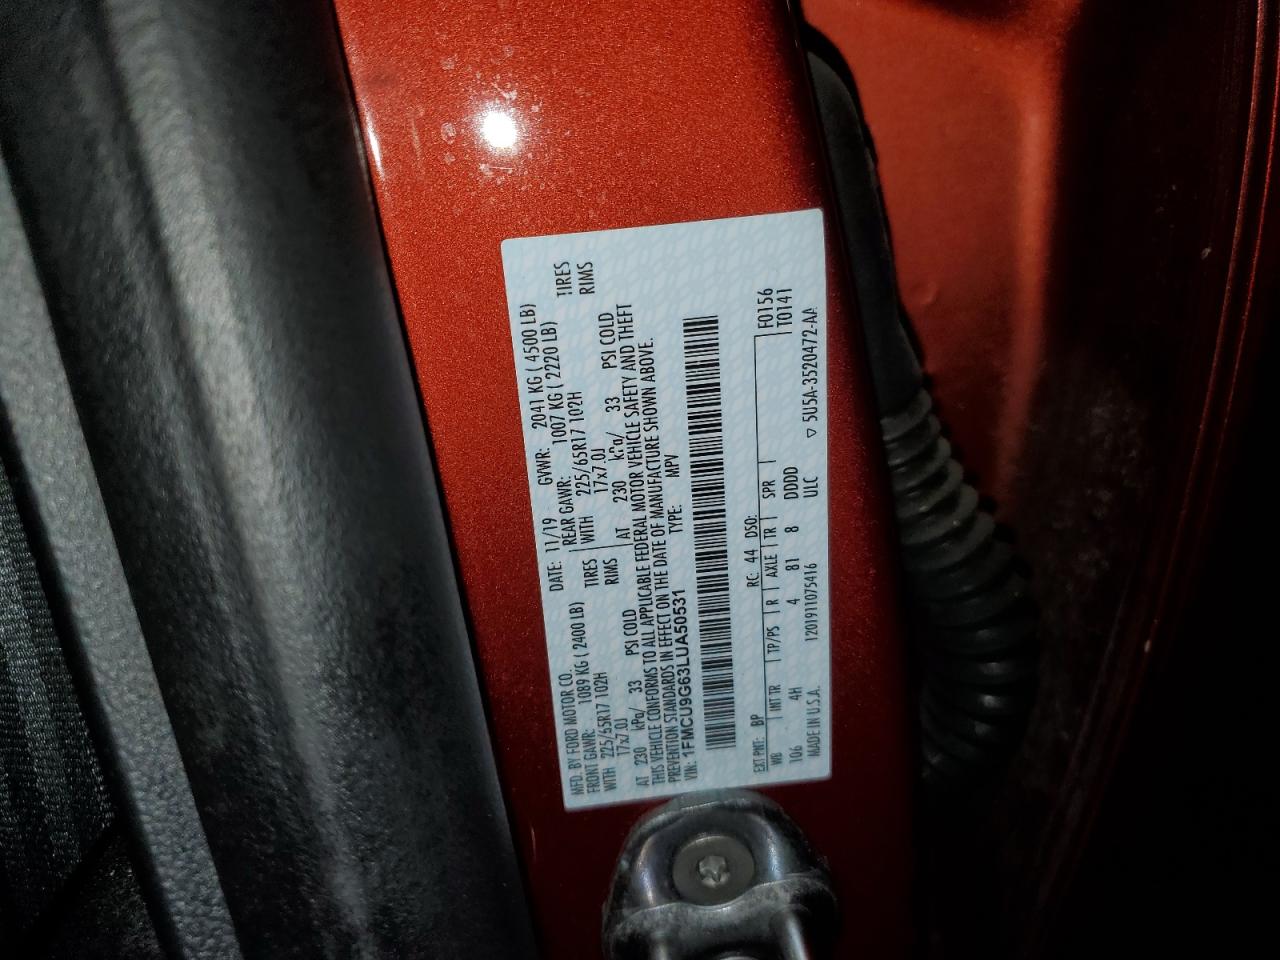 MFD. BY FORD MOTOR CO. DATE: 11/19 GVWR: 2041 KG ( 4500 LB)
FRONT GAWR: 1089 KG ( 2400 LB) REAR GAWR: 1007 KG ( 2220 LB)
WITH 225/65R17 102H TIRES WITH 225/65R17 102H TIRES
17x7.0J RIMS 17x7.0J RIMS
AT 230 kPa/ 33 PSI COLD AT 230 kPa/ 33 PSI COLD
THIS VEHICLE CONFORMS TO ALL APPLICABLE FEDERAL MOTOR VEHICLE SAFETY AND THEFT
PREVENTION STANDARDS IN EFFECT ON THE DATE OF MANUFACTURE SHOWN ABOVE.
VIN: 1FMCU9G63LUA50531 TYPE: MPV
EXT PNT: BP RC: 44 DSO: F0156
WB INT TR TP/PS R AXLE TR SPR T0141
106 4H 4 81 8 DDDD
MADE IN U.S.A. 1201911075416 ULC ▽ 5U5A-3520472-AA